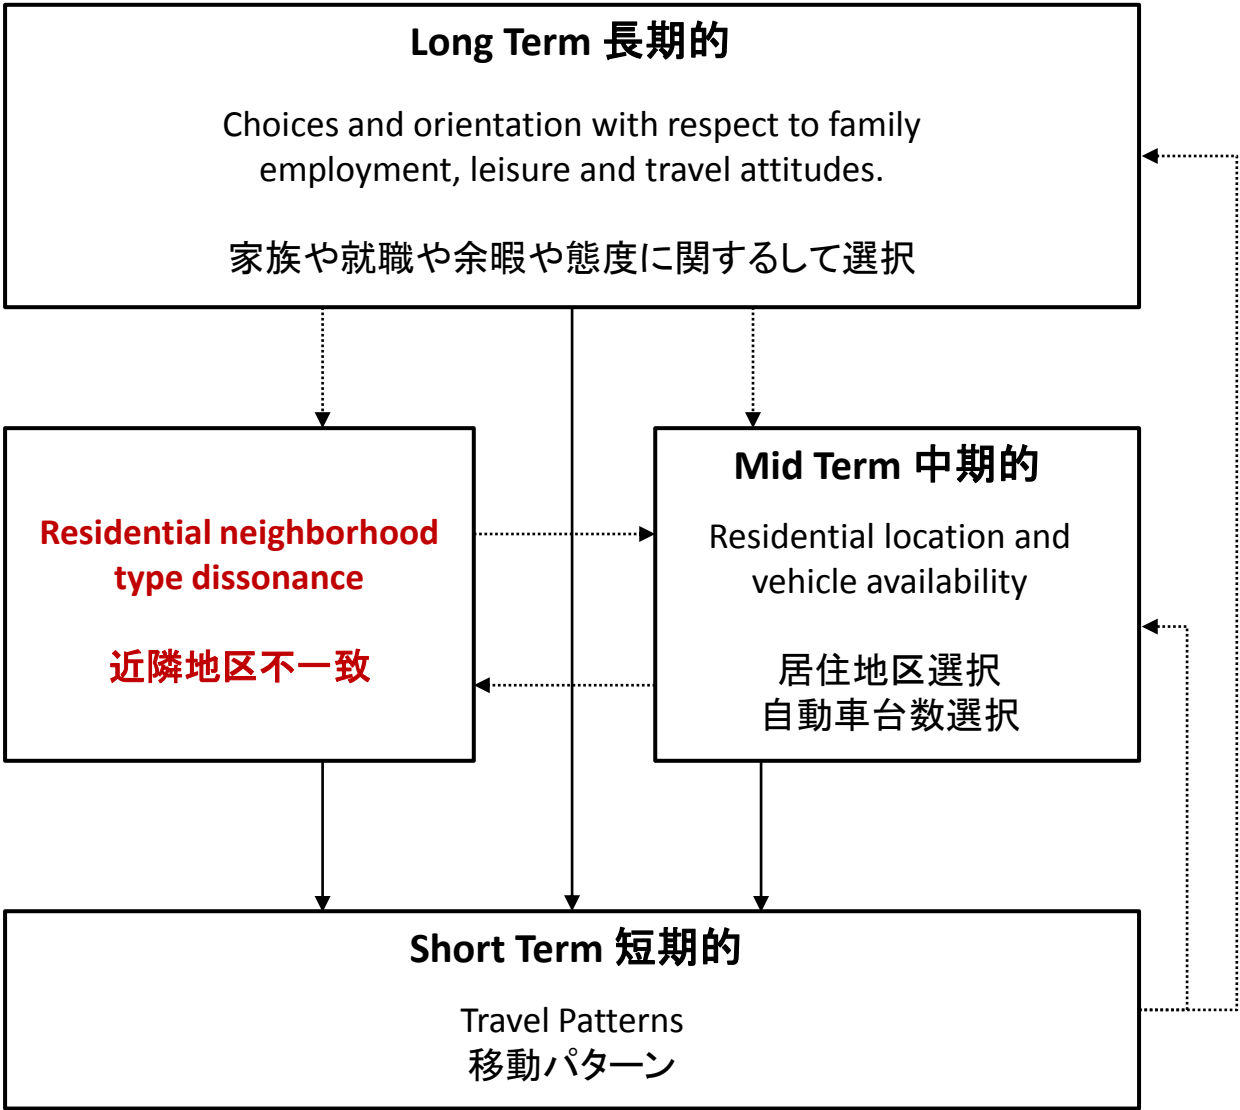 Long Term 長期的
Choices and orientation with respect to family
employment, leisure and travel attitudes.
家族や就職や余暇や態度に関するして選択
Residential neighborhood
type dissonance
近隣地区不一致
Mid Term 中期的
Residential location and
vehicle availability
居住地区選択
自動車台数選択
Short Term 短期的
Travel Patterns
移動パターン